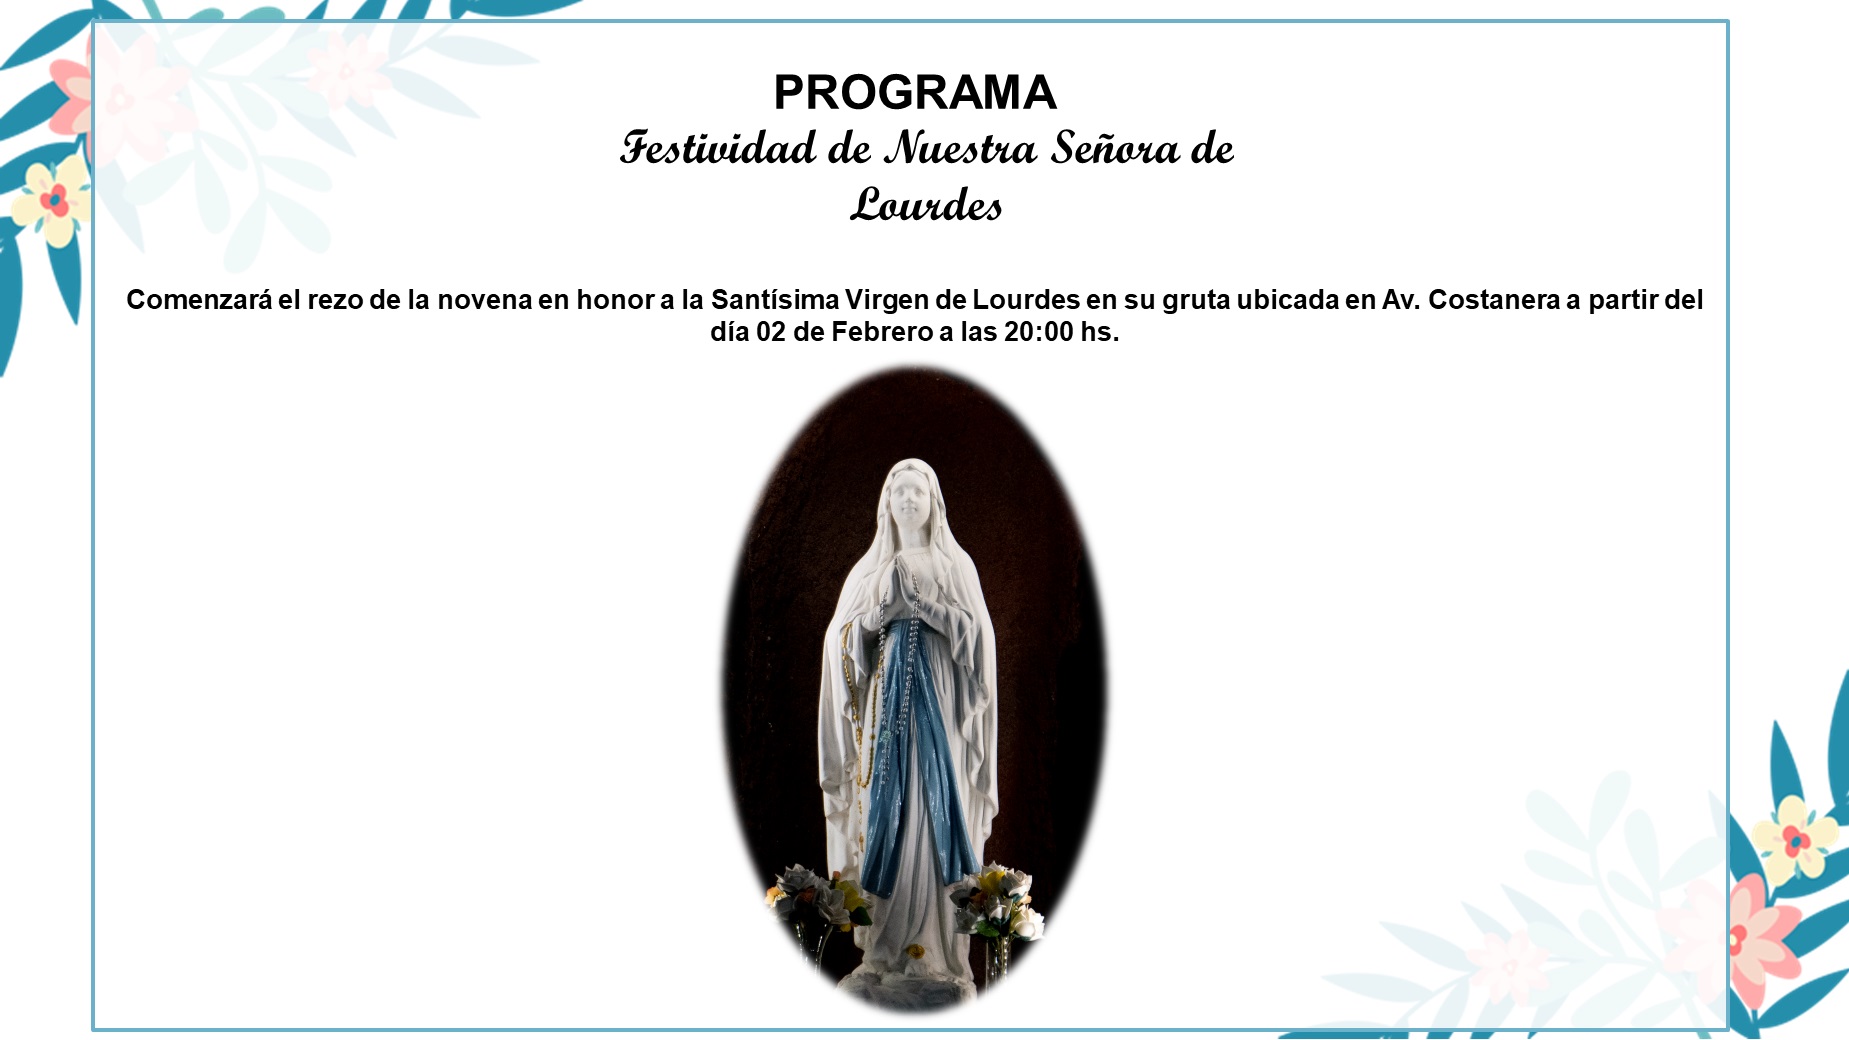 PROGRAMA
Festividad de Nuestra Señora de
Lourdes
Comenzará el rezo de la novena en honor a la Santísima Virgen de Lourdes en su gruta ubicada en Av. Costanera a partir del
día 02 de Febrero a las 20:00 hs.